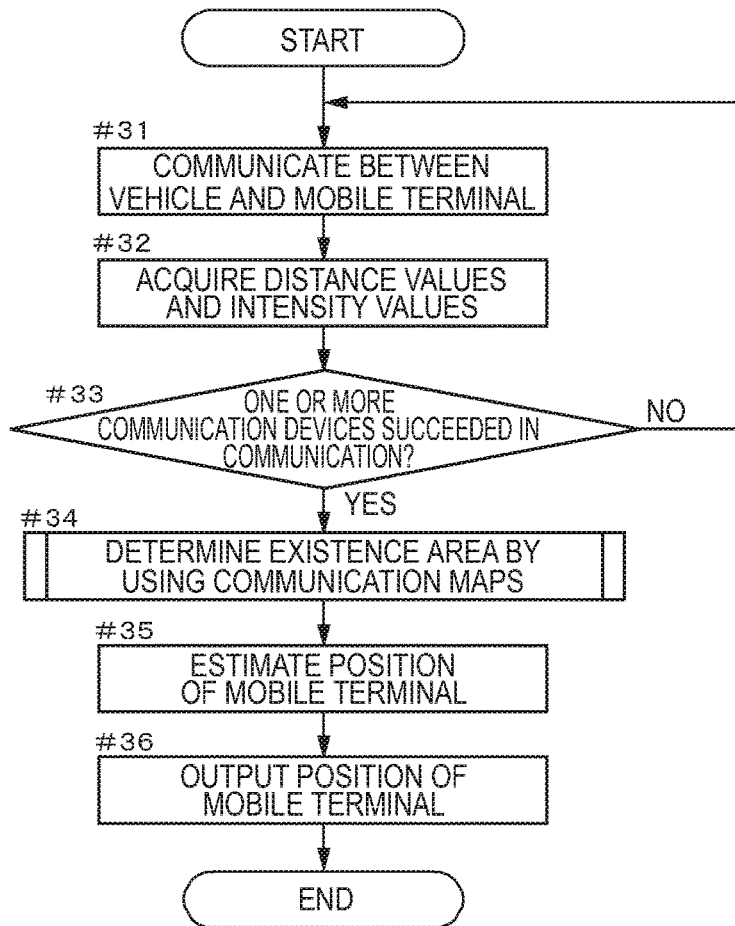 START
#31
COMMUNICATE BETWEEN
VEHICLE AND MOBILE TERMINAL
#32
ACQUIRE DISTANCE VALUES
AND INTENSITY VALUES
#33
ONE OR MORE
COMMUNICATION DEVICES SUCCEEDED IN
COMMUNICATION?
NO
YES
#34
DETERMINE EXISTENCE AREA BY
USING COMMUNICATION MAPS
#35
ESTIMATE POSITION
OF MOBILE TERMINAL
#36
OUTPUT POSITION OF
MOBILE TERMINAL
END